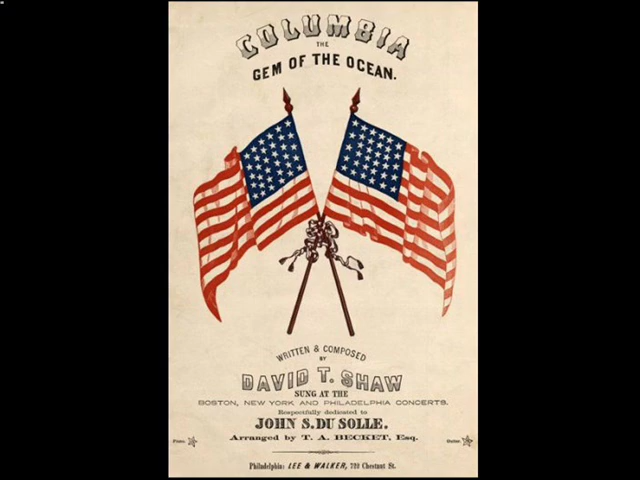 COLUMBIA
THE
GEM OF THE OCEAN.
WRITTEN & COMPOSED
BY
DAVID T. SHAW
SUNG AT THE
BOSTON, NEW YORK AND PHILADELPHIA CONCERTS.
Respectfully dedicated to
JOHN S. DU SOLLE.
Arranged by T. A. BECKET, Esq.
Piano. Guitar.
Philadelphia: LEE & WALKER, 722 Chestnut St.